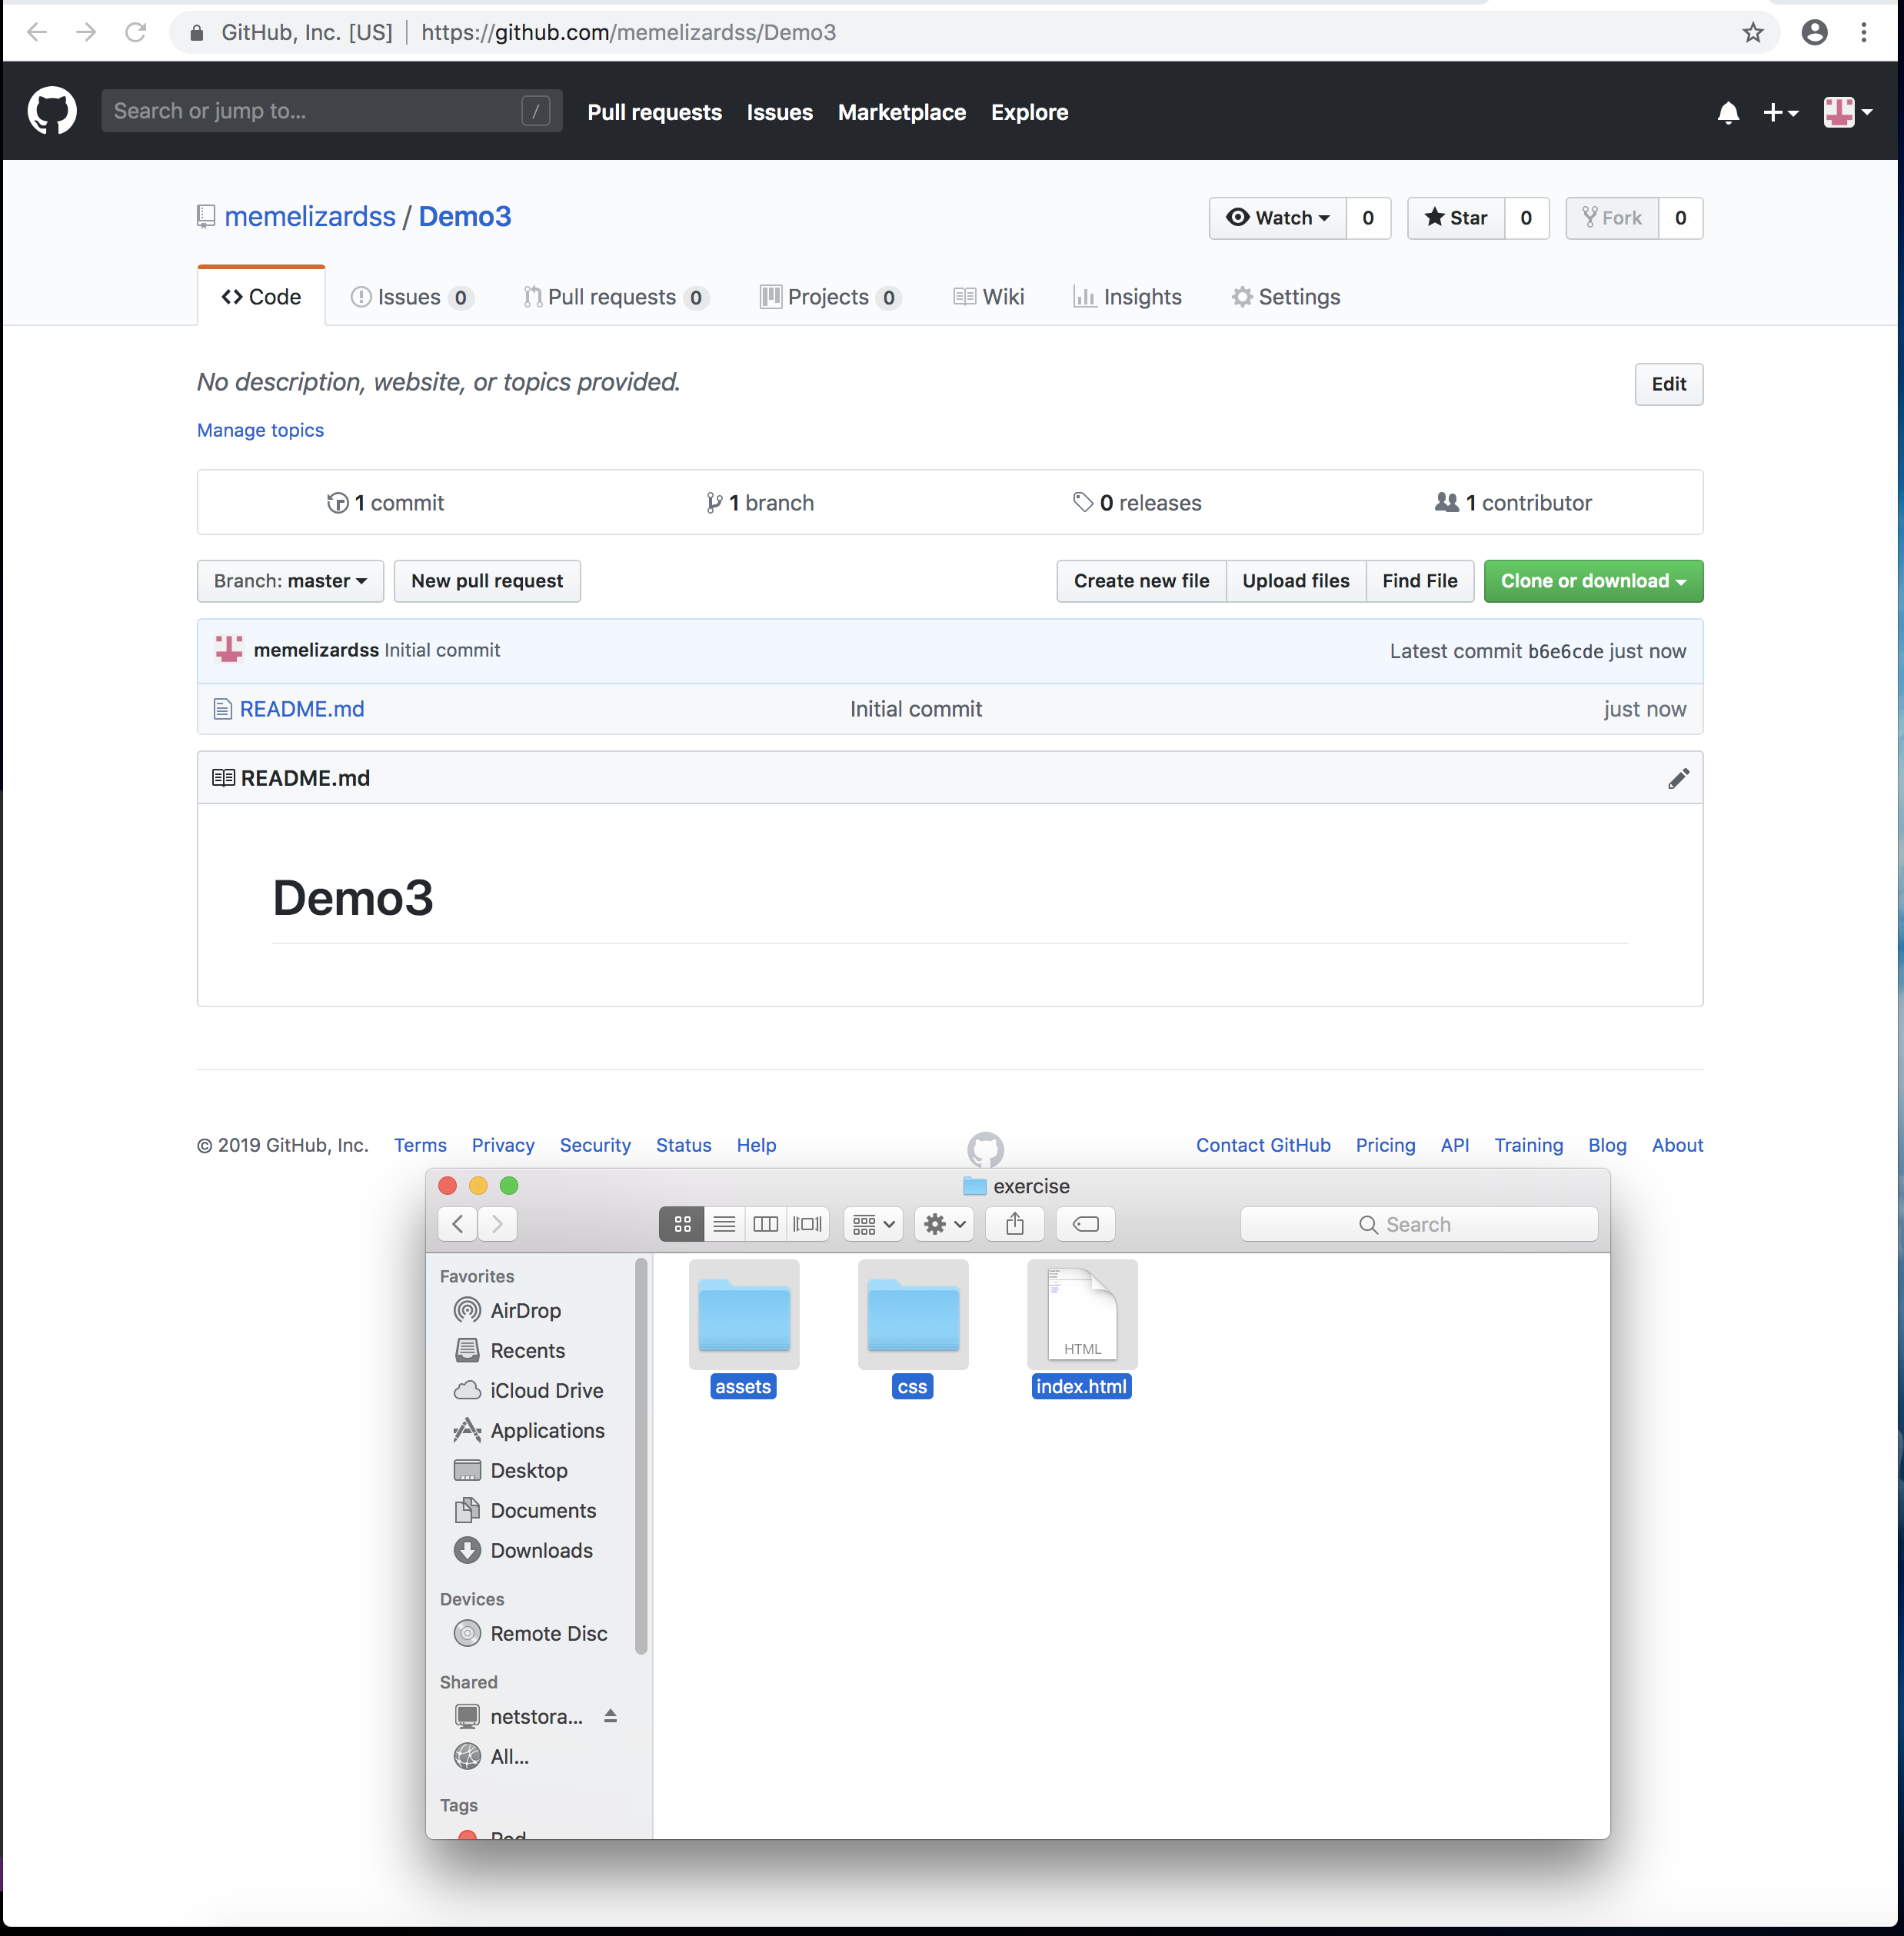 GitHub, Inc. [US] | https://github.com/memelizardss/Demo3
Search or jump to... /
Pull requests Issues Marketplace Explore
memelizardss / Demo3
Watch 0 Star 0 Fork 0
Code Issues 0 Pull requests 0 Projects 0 Wiki Insights Settings
No description, website, or topics provided.
Edit
Manage topics
1 commit 1 branch 0 releases 1 contributor
Branch: master New pull request Create new file Upload files Find File Clone or download
memelizardss Initial commit Latest commit b6e6cde just now
README.md Initial commit just now
README.md
Demo3
© 2019 GitHub, Inc. Terms Privacy Security Status Help Contact GitHub Pricing API Training Blog About
exercise
Search
Favorites
AirDrop
Recents
iCloud Drive
Applications
Desktop
Documents
Downloads
Devices
Remote Disc
Shared
netstora...
All...
Tags
Red
HTML
assets css index.html